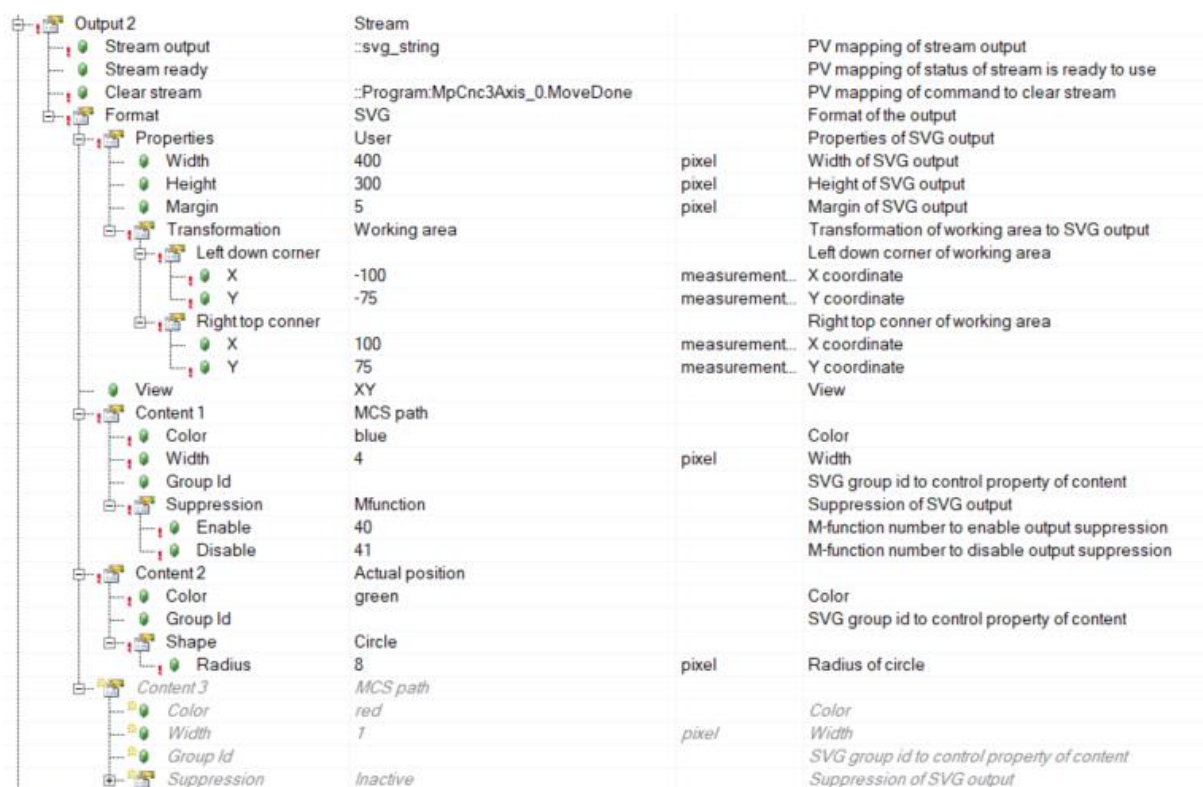 Output 2 Stream
Stream output ::svg_string PV mapping of stream output
Stream ready PV mapping of status of stream is ready to use
Clear stream ::Program:MpCnc3Axis_0.MoveDone PV mapping of command to clear stream
Format SVG Format of the output
Properties User Properties of SVG output
Width 400 pixel Width of SVG output
Height 300 pixel Height of SVG output
Margin 5 pixel Margin of SVG output
Transformation Working area Transformation of working area to SVG output
Left down corner Left down corner of working area
X -100 measurement... X coordinate
Y -75 measurement... Y coordinate
Right top conner Right top conner of working area
X 100 measurement... X coordinate
Y 75 measurement... Y coordinate
View XY View
Content 1 MCS path
Color blue Color
Width 4 pixel Width
Group Id SVG group id to control property of content
Suppression Mfunction Suppression of SVG output
Enable 40 M-function number to enable output suppression
Disable 41 M-function number to disable output suppression
Content 2 Actual position
Color green Color
Group Id SVG group id to control property of content
Shape Circle
Radius 8 pixel Radius of circle
Content 3 MCS path
Color red Color
Width 1 pixel Width
Group Id SVG group id to control property of content
Suppression Inactive Suppression of SVG output